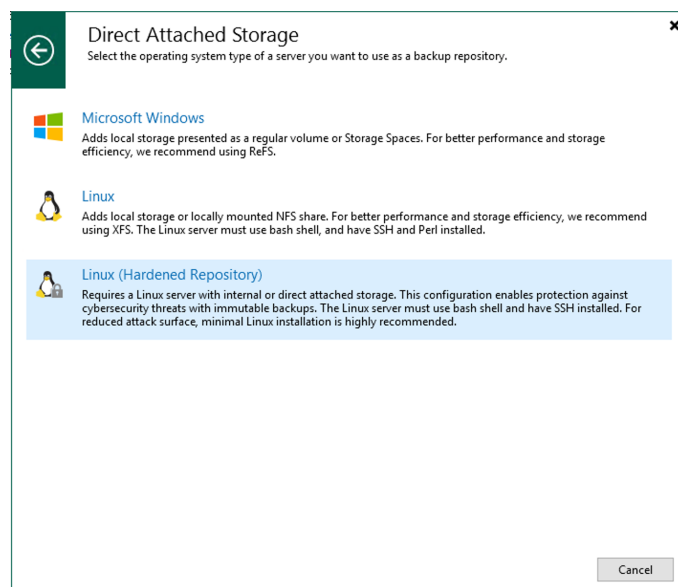 Direct Attached Storage
Select the operating system type of a server you want to use as a backup repository.
Microsoft Windows
Adds local storage presented as a regular volume or Storage Spaces. For better performance and storage
efficiency, we recommend using ReFS.
Linux
Adds local storage or locally mounted NFS share. For better performance and storage efficiency, we recommend
using XFS. The Linux server must use bash shell, and have SSH and Perl installed.
Linux (Hardened Repository)
Requires a Linux server with internal or direct attached storage. This configuration enables protection against
cybersecurity threats with immutable backups. The Linux server must use bash shell and have SSH installed. For
reduced attack surface, minimal Linux installation is highly recommended.
Cancel